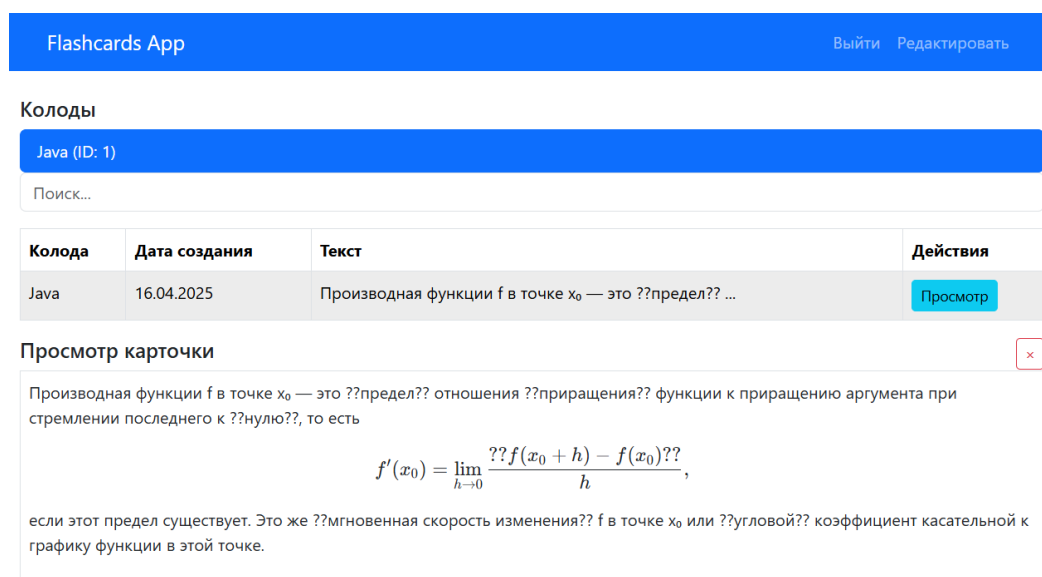 Flashcards App
Выйти Редактировать
Колоды
Java (ID: 1)
Поиск...
Колода Дата создания Текст Действия
Java 16.04.2025 Производная функции f в точке x₀ — это ??предел?? ... Просмотр
Просмотр карточки
×
Производная функции f в точке x₀ — это ??предел?? отношения ??приращения?? функции к приращению аргумента при
стремлении последнего к ??нулю??, то есть
f′(x₀) = lim_{h→0} \frac{??f(x₀ + h) − f(x₀)??}{h},
если этот предел существует. Это же ??мгновенная скорость изменения?? f в точке x₀ или ??угловой?? коэффициент касательной к
графику функции в этой точке.